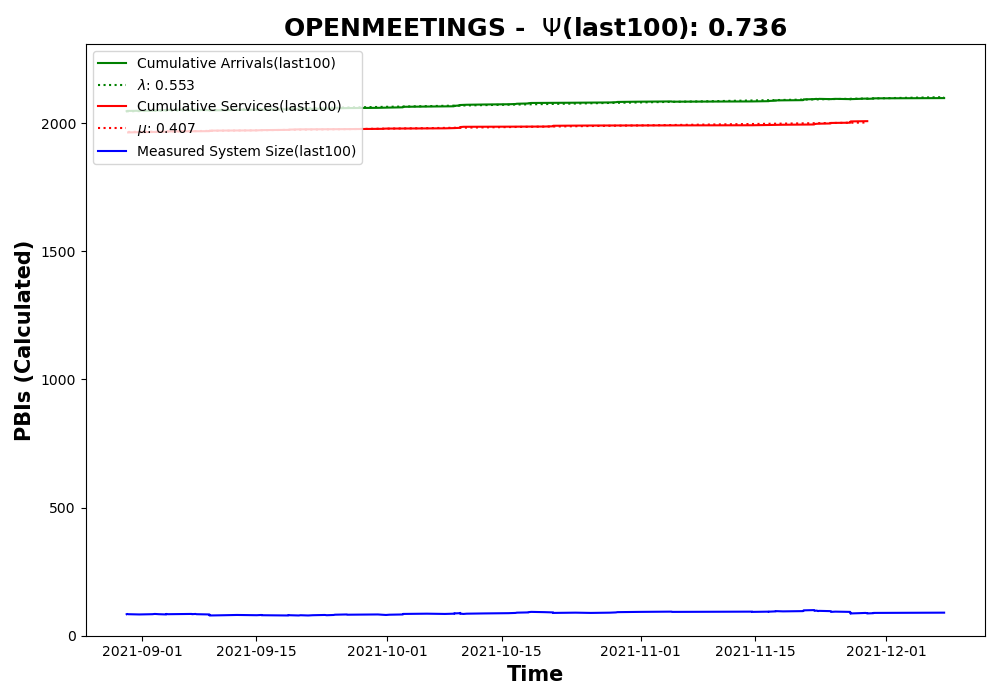 OPENMEETINGS - Ψ(last100): 0.736
Cumulative Arrivals(last100)
λ: 0.553
Cumulative Services(last100)
μ: 0.407
Measured System Size(last100)
PBIs (Calculated)
2000
1500
1000
500
0
2021-09-01 2021-09-15 2021-10-01 2021-10-15 2021-11-01 2021-11-15 2021-12-01
Time